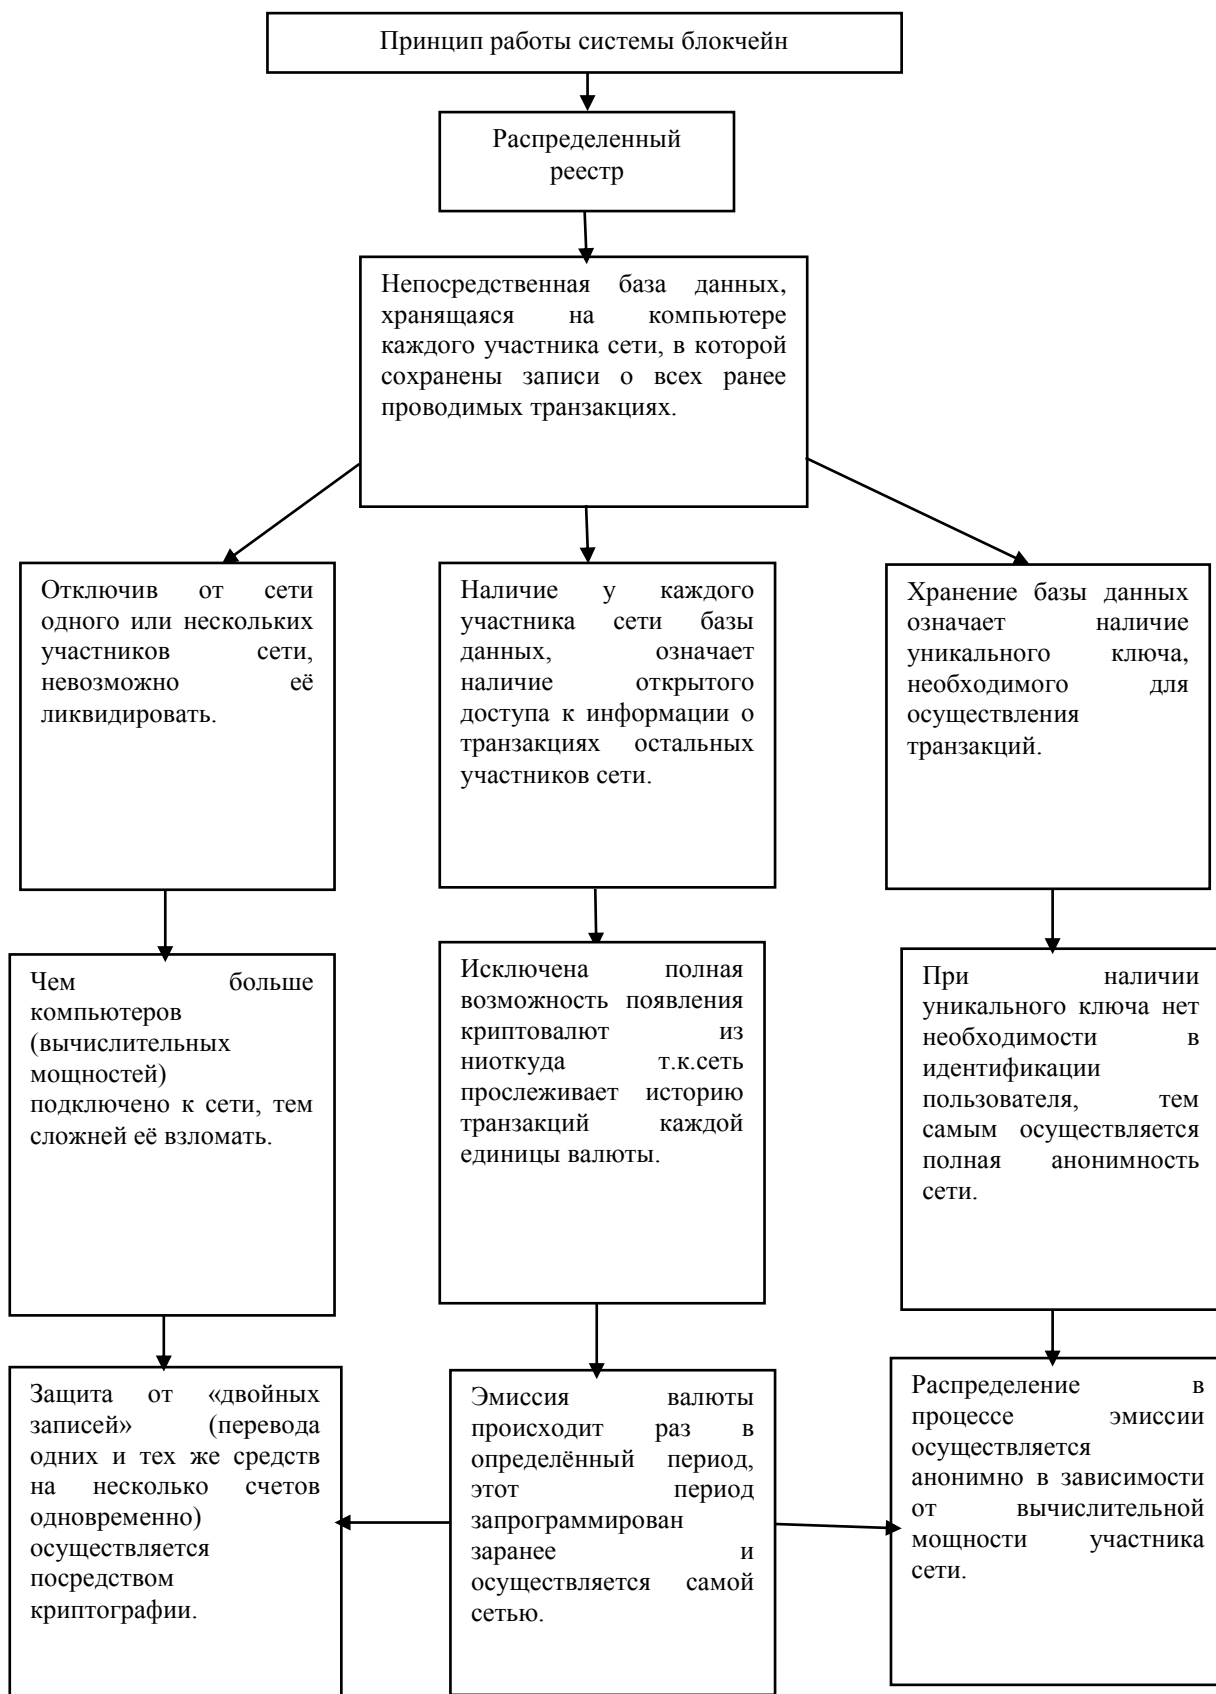 Принцип работы системы блокчейн
Распределенный
реестр
Непосредственная база данных,
хранящаяся на компьютере
каждого участника сети, в которой
сохранены записи о всех ранее
проводимых транзакциях.
Отключив от сети
одного или нескольких
участников сети,
невозможно её
ликвидировать.
Наличие у каждого
участника сети базы
данных, означает
наличие открытого
доступа к информации о
транзакциях остальных
участников сети.
Хранение базы данных
означает наличие
уникального ключа,
необходимого для
осуществления
транзакций.
Чем больше
компьютеров
(вычислительных
мощностей)
подключено к сети, тем
сложней её взломать.
Исключена полная
возможность появления
криптовалют из
ниоткуда т.к.сеть
прослеживает историю
транзакций каждой
единицы валюты.
При наличии
уникального ключа нет
необходимости в
идентификации
пользователя, тем
самым осуществляется
полная анонимность
сети.
Защита от «двойных
записей» (перевода
одних и тех же средств
на несколько счетов
одновременно)
осуществляется
посредством
криптографии.
Эмиссия валюты
происходит раз в
определённый период,
этот период
запрограммирован
заранее и
осуществляется самой
сетью.
Распределение в
процессе эмиссии
осуществляется
анонимно в зависимости
от вычислительной
мощности участника
сети.